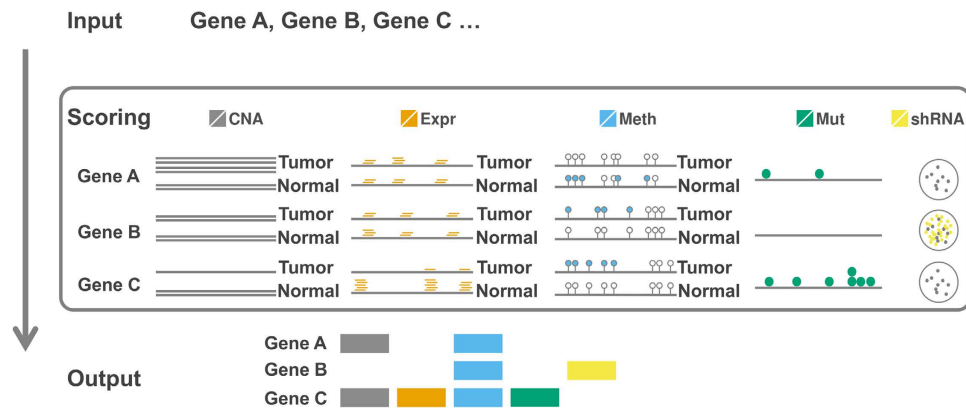 Input Gene A, Gene B, Gene C ...
Scoring CNA Expr Meth Mut shRNA
Gene A Tumor Tumor Tumor
Normal Normal Normal
Gene B Tumor Tumor Tumor
Normal Normal Normal
Gene C Tumor Tumor Tumor
Normal Normal Normal
Gene A
Gene B
Output
Gene C